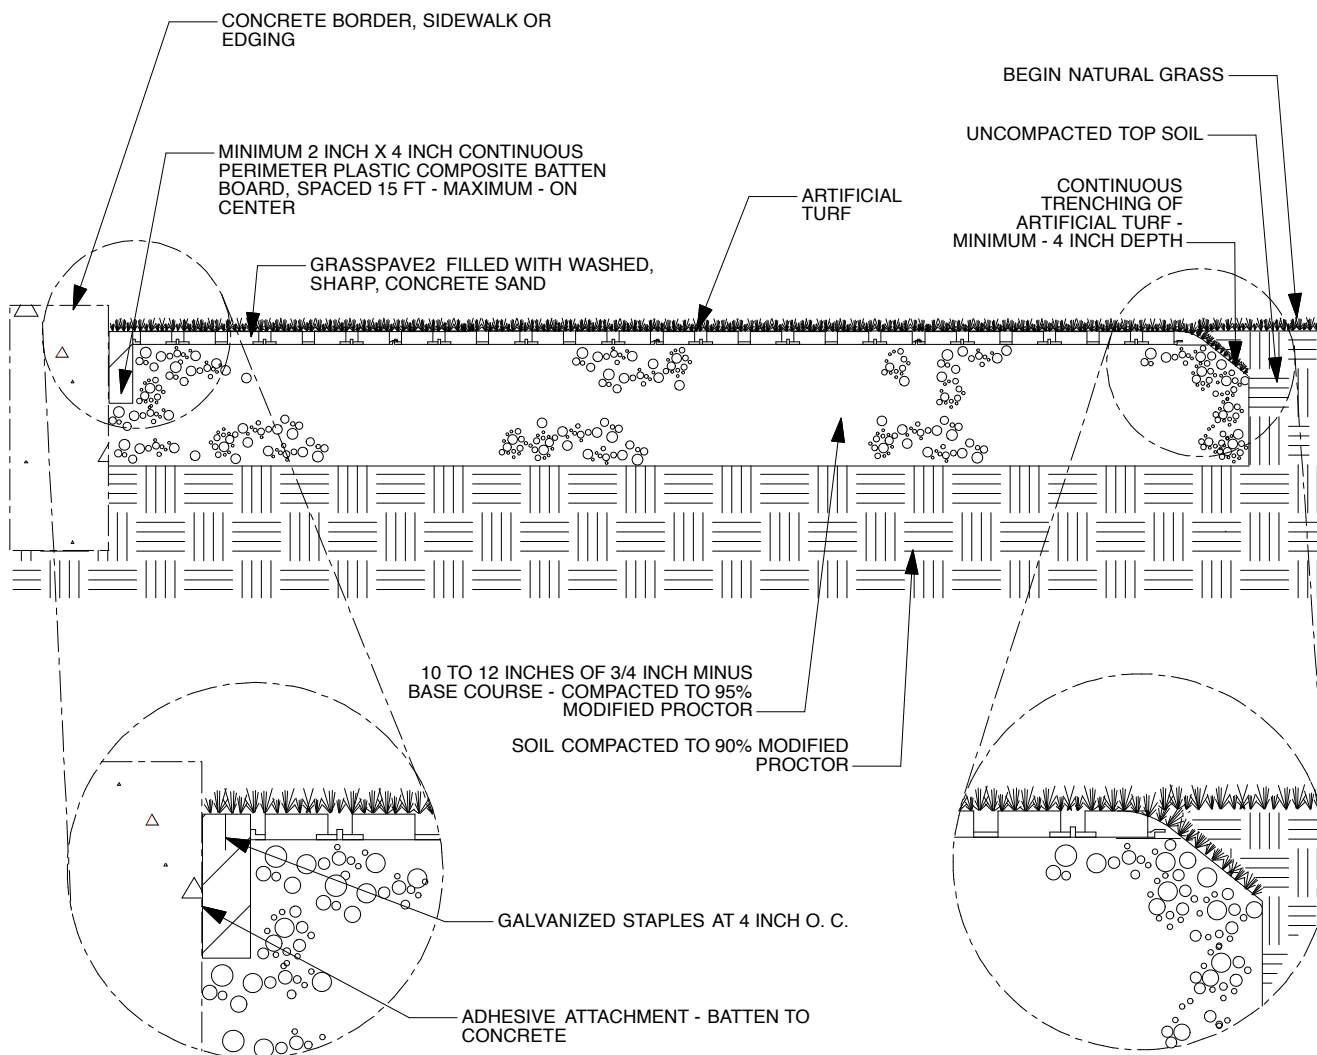 CONCRETE BORDER, SIDEWALK OR
EDGING
BEGIN NATURAL GRASS
UNCOMPACTED TOP SOIL
MINIMUM 2 INCH X 4 INCH CONTINUOUS
PERIMETER PLASTIC COMPOSITE BATTEN
BOARD, SPACED 15 FT - MAXIMUM - ON
CENTER
ARTIFICIAL
TURF
CONTINUOUS
TRENCHING OF
ARTIFICIAL TURF -
MINIMUM - 4 INCH DEPTH
GRASSPAVE2 FILLED WITH WASHED,
SHARP, CONCRETE SAND
10 TO 12 INCHES OF 3/4 INCH MINUS
BASE COURSE - COMPACTED TO 95%
MODIFIED PROCTOR
SOIL COMPACTED TO 90% MODIFIED
PROCTOR
GALVANIZED STAPLES AT 4 INCH O. C.
ADHESIVE ATTACHMENT - BATTEN TO
CONCRETE